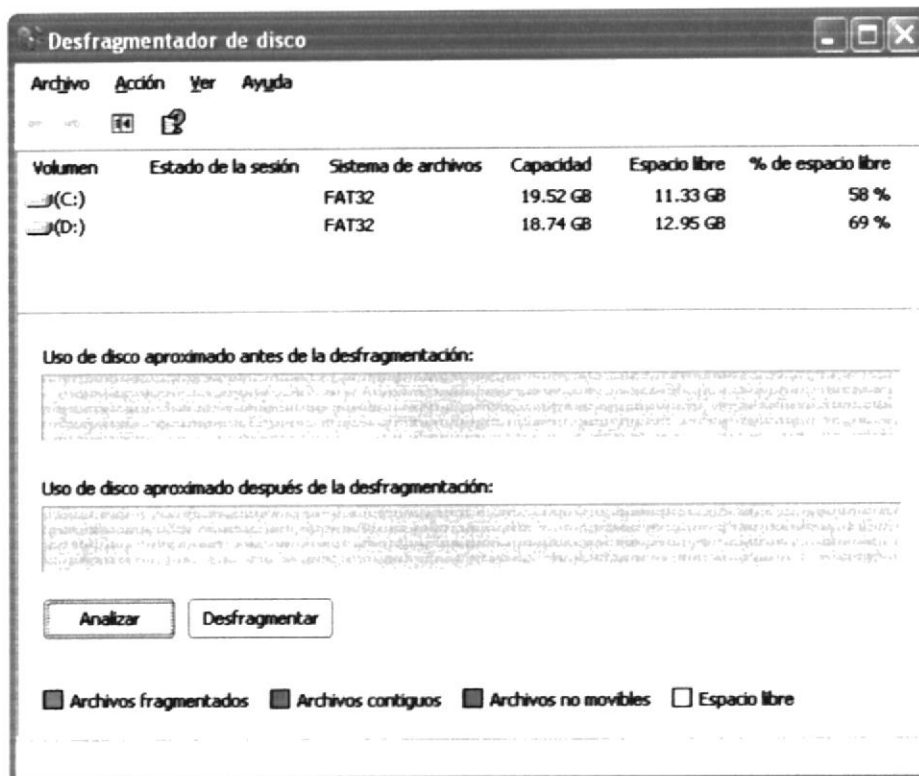 Desfragmentador de disco
Archivo Acción Ver Ayuda
Volumen Estado de la sesión Sistema de archivos Capacidad Espacio libre % de espacio libre
(C:) FAT32 19.52 GB 11.33 GB 58 %
(D:) FAT32 18.74 GB 12.95 GB 69 %
Uso de disco aproximado antes de la desfragmentación:
Uso de disco aproximado después de la desfragmentación:
Analizar Desfragmentar
Archivos fragmentados Archivos contiguos Archivos no movibles Espacio libre